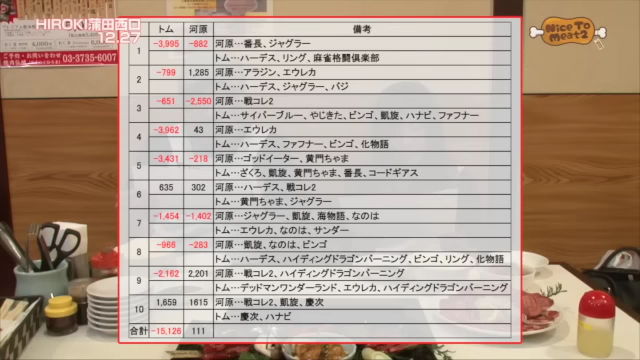 HIROKI蒲田西口
12.27
Nice To Meat2
03-3735-6007
トム 河原 備考
1 -3,995 -882 河原…番長、ジャグラー
トム…ハーデス、リング、麻雀格闘倶楽部
2 -799 1,285 河原…アラジン、エウレカ
トム…ハーデス、ジャグラー、バジ
3 -651 -2,550 河原…戦コレ2
トム…サイバーブルー、やじきた、ビンゴ、凱旋、ハナビ、ファフナー
4 -3,962 43 河原…エウレカ
トム…ハーデス、ファフナー、ビンゴ、化物語
5 -3,431 -218 河原…ゴッドイーター、黄門ちゃま
トム…ざくろ、凱旋、黄門ちゃま、番長、コードギアス
6 635 302 河原…ハーデス、戦コレ2
トム…黄門ちゃま、ジャグラー
7 -1,454 -1,402 河原…ジャグラー、凱旋、海物語、なのは
トム…エウレカ、なのは、サンダー
8 -966 -283 河原…凱旋、なのは、ビンゴ
トム…ハーデス、ハイディングドラゴンバーニング、ビンゴ、リング、化物語
9 -2,162 2,201 河原…戦コレ2、ハイディングドラゴンバーニング
トム…デッドマンワンダーランド、エウレカ、ハイディングドラゴンバーニング
10 1,659 1615 河原…戦コレ2、凱旋、慶次
トム…慶次、ハナビ
合計 -15,126 111